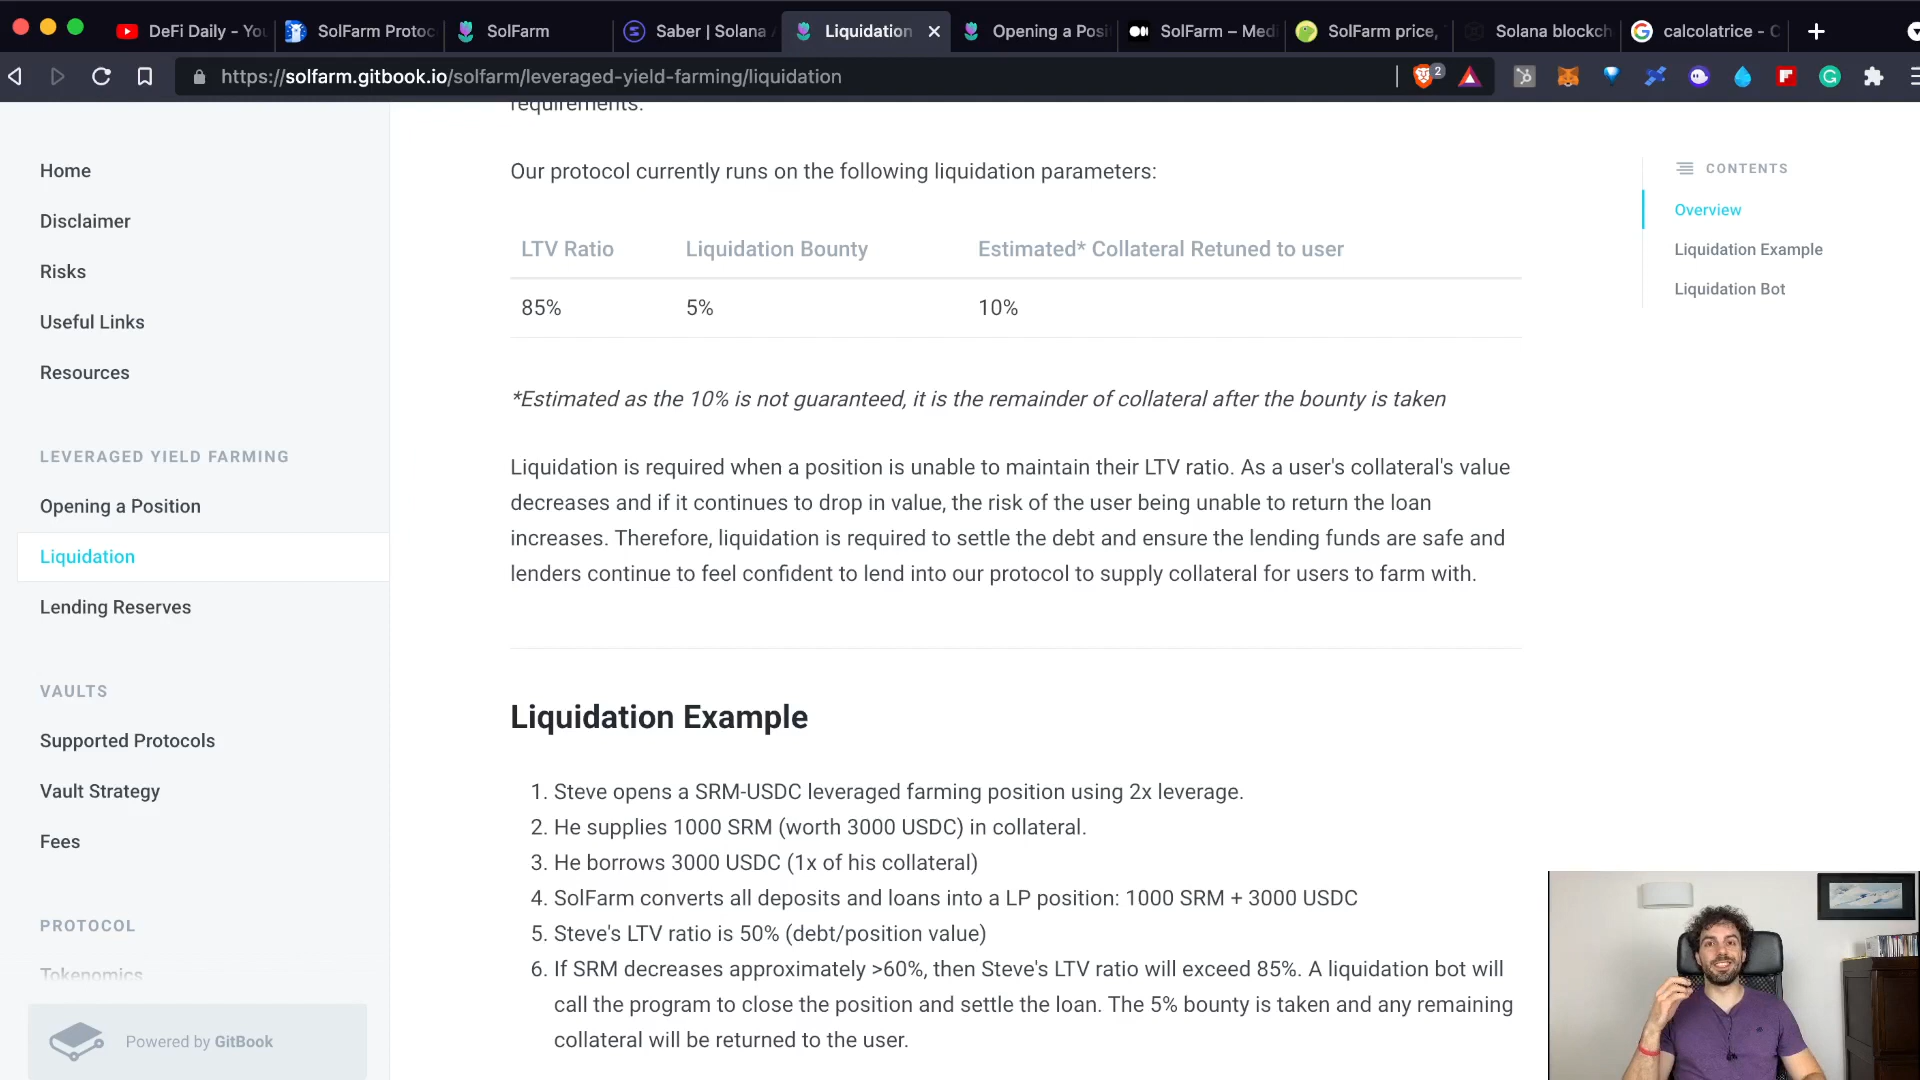 DeFi Daily - You
SolFarm Protoc
SolFarm
Saber | Solana
Liquidation
Opening a Posi
SolFarm – Medi
SolFarm price,
Solana blockch
calcolatrice - C
https://solfarm.gitbook.io/solfarm/leveraged-yield-farming/liquidation
2
Home
Disclaimer
Risks
Useful Links
Resources
LEVERAGED YIELD FARMING
Opening a Position
Liquidation
Lending Reserves
VAULTS
Supported Protocols
Vault Strategy
Fees
PROTOCOL
Tokenomics
Powered by GitBook
requirements.
Our protocol currently runs on the following liquidation parameters:
LTV Ratio Liquidation Bounty Estimated* Collateral Retuned to user
85% 5% 10%
*Estimated as the 10% is not guaranteed, it is the remainder of collateral after the bounty is taken
Liquidation is required when a position is unable to maintain their LTV ratio. As a user's collateral's value
decreases and if it continues to drop in value, the risk of the user being unable to return the loan
increases. Therefore, liquidation is required to settle the debt and ensure the lending funds are safe and
lenders continue to feel confident to lend into our protocol to supply collateral for users to farm with.
Liquidation Example
1. Steve opens a SRM-USDC leveraged farming position using 2x leverage.
2. He supplies 1000 SRM (worth 3000 USDC) in collateral.
3. He borrows 3000 USDC (1x of his collateral)
4. SolFarm converts all deposits and loans into a LP position: 1000 SRM + 3000 USDC
5. Steve's LTV ratio is 50% (debt/position value)
6. If SRM decreases approximately >60%, then Steve's LTV ratio will exceed 85%. A liquidation bot will
call the program to close the position and settle the loan. The 5% bounty is taken and any remaining
collateral will be returned to the user.
CONTENTS
Overview
Liquidation Example
Liquidation Bot